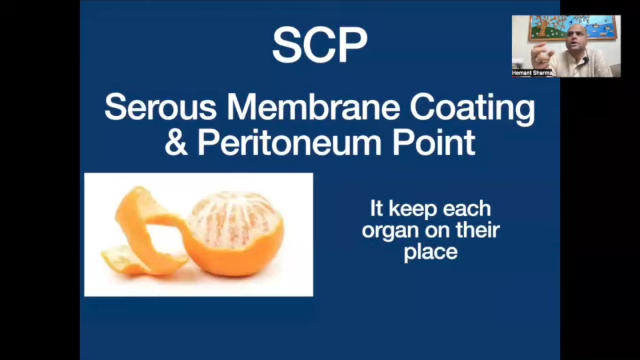 SCP
Serous Membrane Coating
& Peritoneum Point
It keep each
organ on their
place
Hemant Sharma